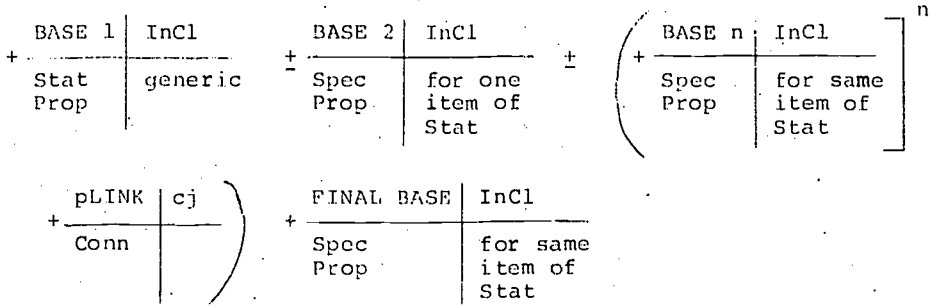 + BASE 1 | InCl ± BASE 2 | InCl ± ( + BASE n | InCl ] n
Stat generic Spec for one Spec for same
Prop Prop item of Prop item of
Stat Stat
+ pLINK | cj ) + FINAL BASE | InCl
Conn Spec for same
Prop item of
Stat